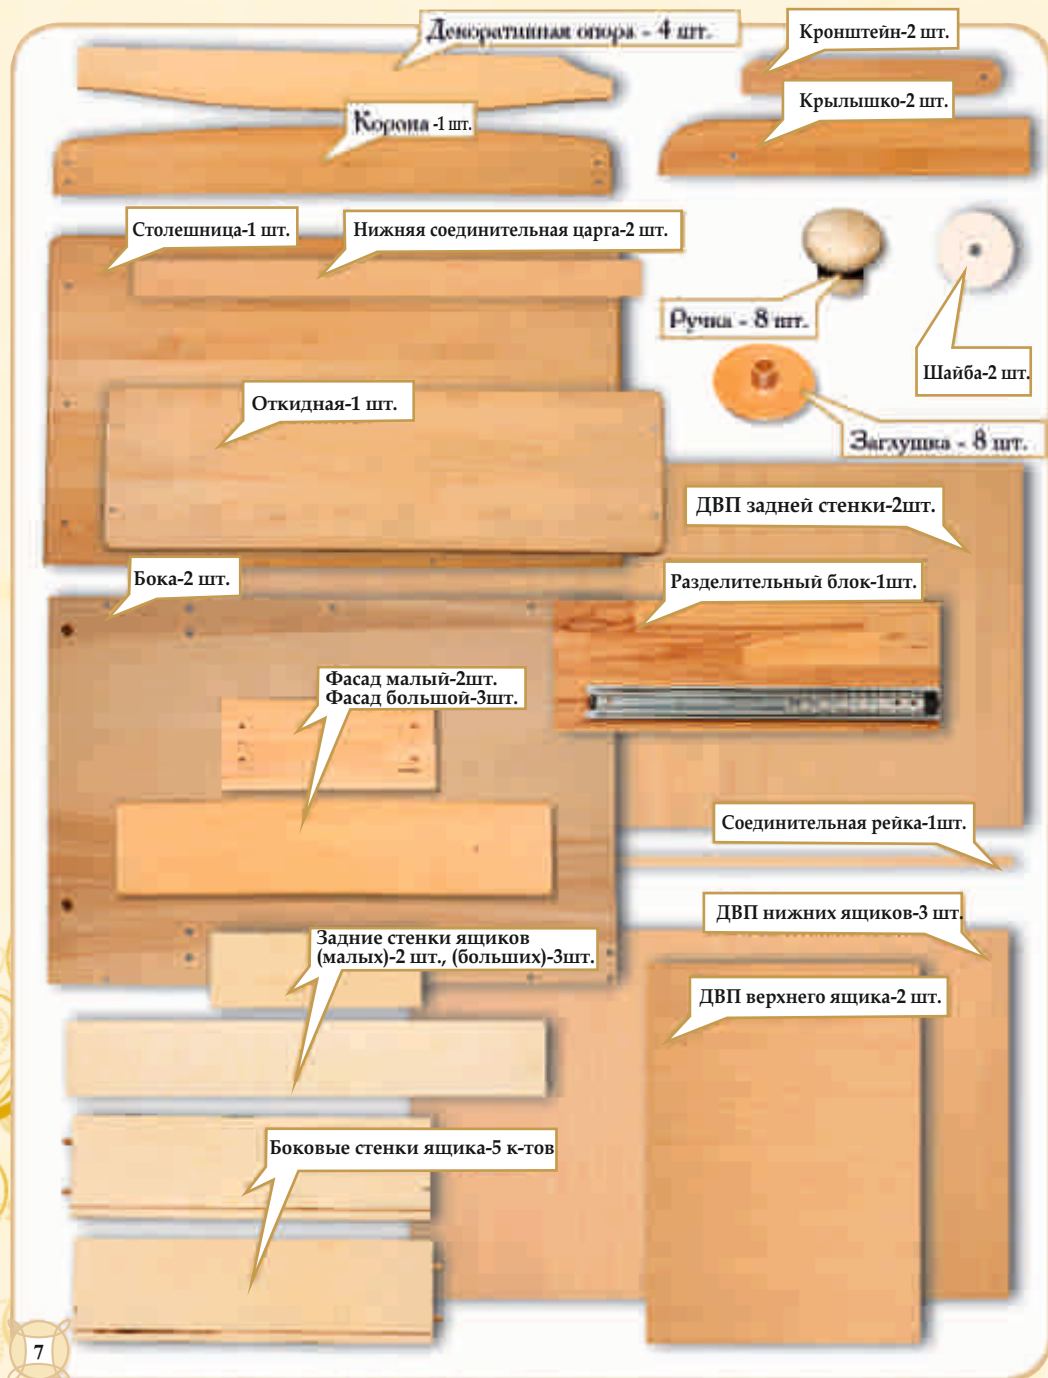 Декоративная опора - 4 шт.
Кронштейн-2 шт.
Крылышко-2 шт.
Корона -1 шт.
Столешница-1 шт.
Нижняя соединительная царга-2 шт.
Ручка - 8 шт.
Шайба-2 шт.
Откидная-1 шт.
Заглушка - 8 шт.
ДВП задней стенки-2шт.
Бока-2 шт.
Разделительный блок-1шт.
Фасад малый-2шт.
Фасад большой-3шт.
Соединительная рейка-1шт.
ДВП нижних ящиков-3 шт.
Задние стенки ящиков
(малых)-2 шт., (больших)-3шт.
ДВП верхнего ящика-2 шт.
Боковые стенки ящика-5 к-тов
7